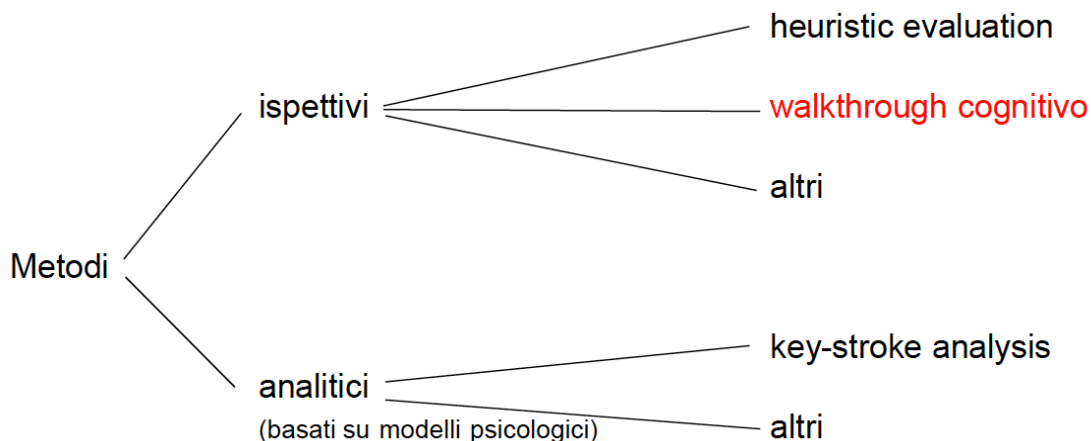 heuristic evaluation
ispettivi
walkthrough cognitivo
altri
Metodi
key-stroke analysis
analitici
(basati su modelli psicologici)
altri